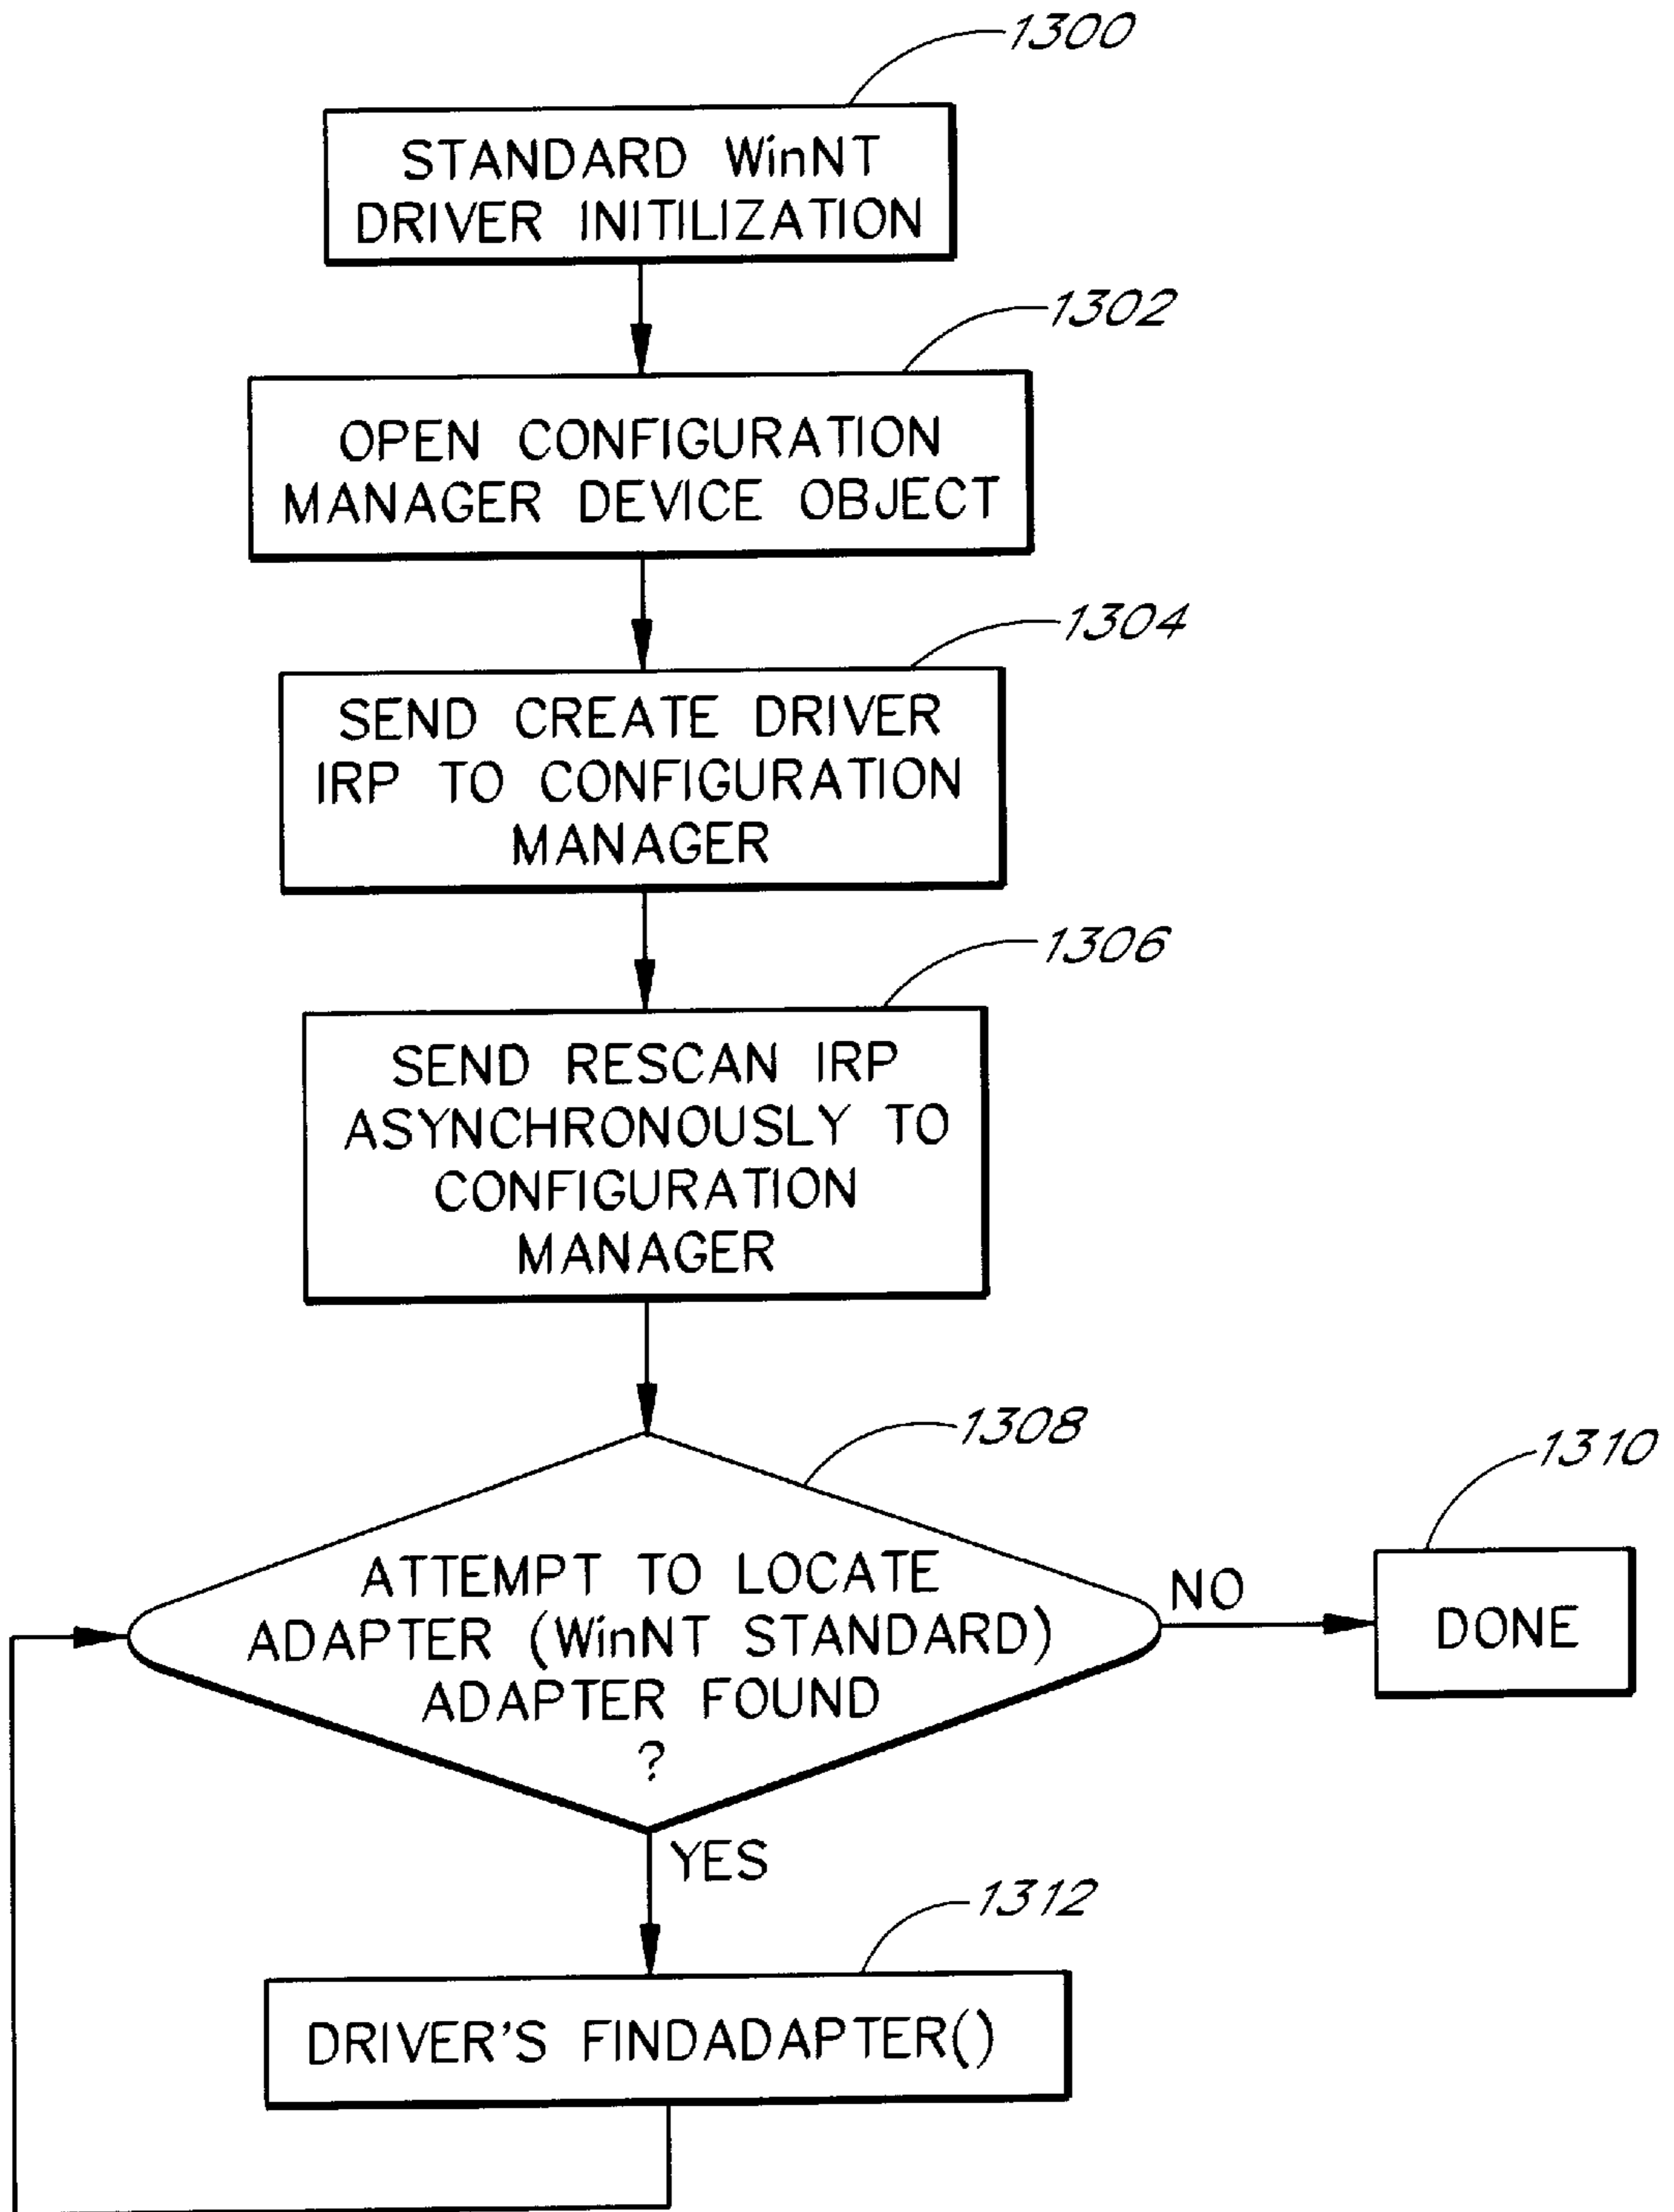 1300
STANDARD WinNT
DRIVER INITILIZATION
1302
OPEN CONFIGURATION
MANAGER DEVICE OBJECT
1304
SEND CREATE DRIVER
IRP TO CONFIGURATION
MANAGER
1306
SEND RESCAN IRP
ASYNCHRONOUSLY TO
CONFIGURATION
MANAGER
1308
ATTEMPT TO LOCATE
ADAPTER (WinNT STANDARD)
ADAPTER FOUND
?
NO
1310
DONE
YES
1312
DRIVER'S FINDADAPTER()